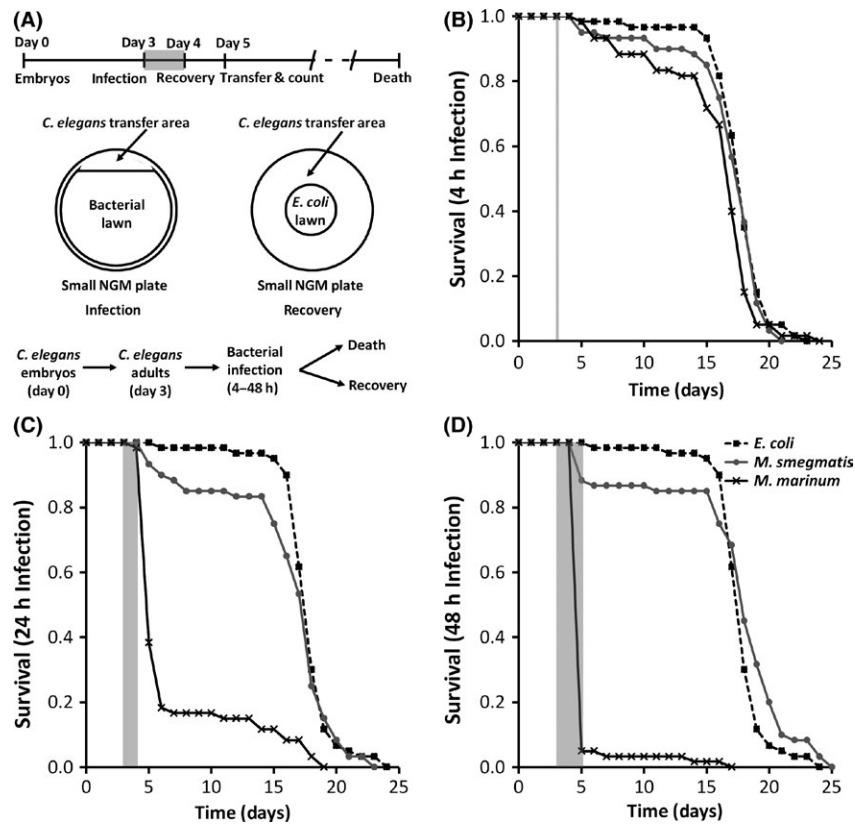 (A)
Day 0 Day 3 Day 4 Day 5
Embryos Infection Recovery Transfer & count Death
C. elegans transfer area C. elegans transfer area
Bacterial
lawn
E. coli
lawn
Small NGM plate Small NGM plate
Infection Recovery
C. elegans
embryos
(day 0)
C. elegans
adults
(day 3)
Bacterial
infection
(4–48 h)
Death
Recovery
(B)
Survival (4 h Infection)
1.0
0.8
0.6
0.4
0.2
0.0
0 5 10 15 20 25
Time (days)
(C)
Survival (24 h Infection)
1.0
0.8
0.6
0.4
0.2
0.0
0 5 10 15 20 25
Time (days)
(D)
Survival (48 h Infection)
1.0
0.8
0.6
0.4
0.2
0.0
0 5 10 15 20 25
Time (days)
E. coli
M. smegmatis
M. marinum